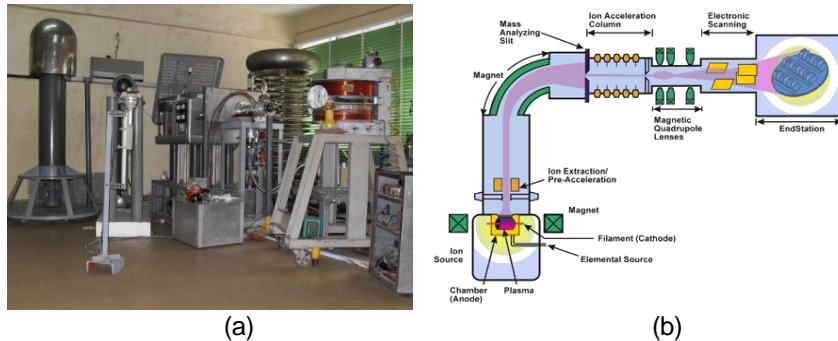 Mass
Analyzing
Slit
Ion Acceleration
Column
Electronic
Scanning
Magnet
Magnetic
Quadrupole
Lenses
EndStation
Ion Extraction/
Pre-Acceleration
Magnet
Ion
Source
Filament (Cathode)
Elemental Source
Chamber
(Anode)
Plasma
(a)
(b)